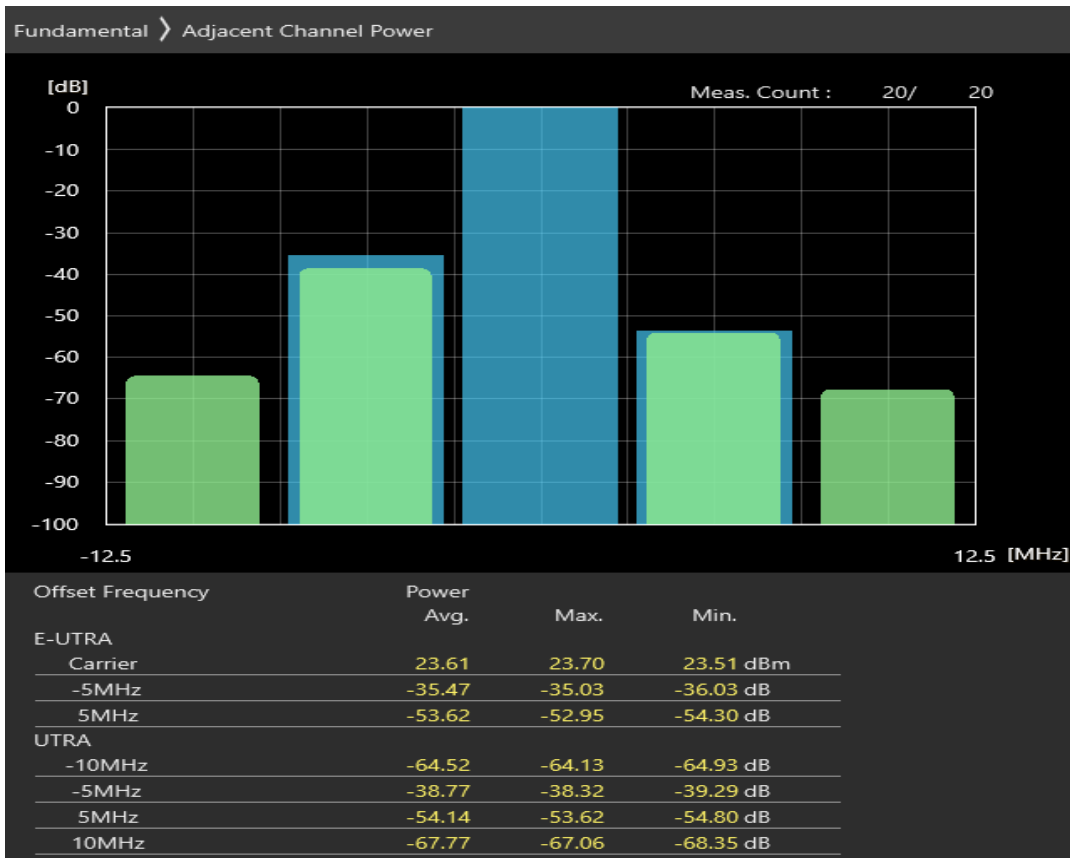 Fundamental ❯ Adjacent Channel Power
[dB]
Meas. Count : 20/ 20
0
-10
-20
-30
-40
-50
-60
-70
-80
-90
-100
-12.5 12.5 [MHz]
Offset Frequency Power
Avg. Max. Min.
E-UTRA
Carrier 23.61 23.70 23.51 dBm
-5MHz -35.47 -35.03 -36.03 dB
5MHz -53.62 -52.95 -54.30 dB
UTRA
-10MHz -64.52 -64.13 -64.93 dB
-5MHz -38.77 -38.32 -39.29 dB
5MHz -54.14 -53.62 -54.80 dB
10MHz -67.77 -67.06 -68.35 dB